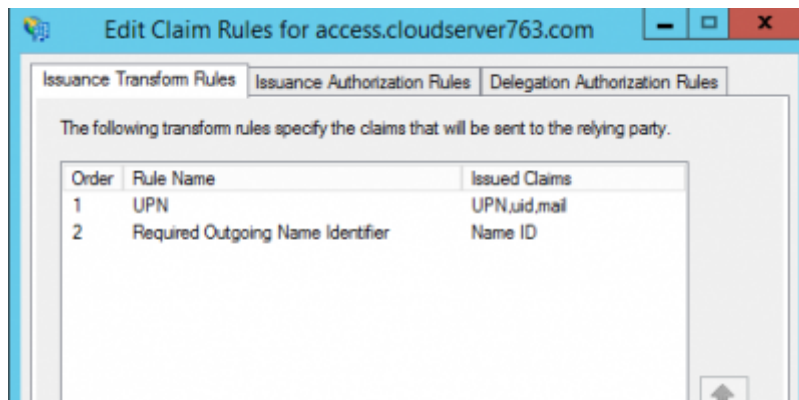 Edit Claim Rules for access.cloudserver763.com
Issuance Transform Rules Issuance Authorization Rules Delegation Authorization Rules
The following transform rules specify the claims that will be sent to the relying party.
Order Rule Name Issued Claims
1 UPN UPN,uid,mail
2 Required Outgoing Name Identifier Name ID